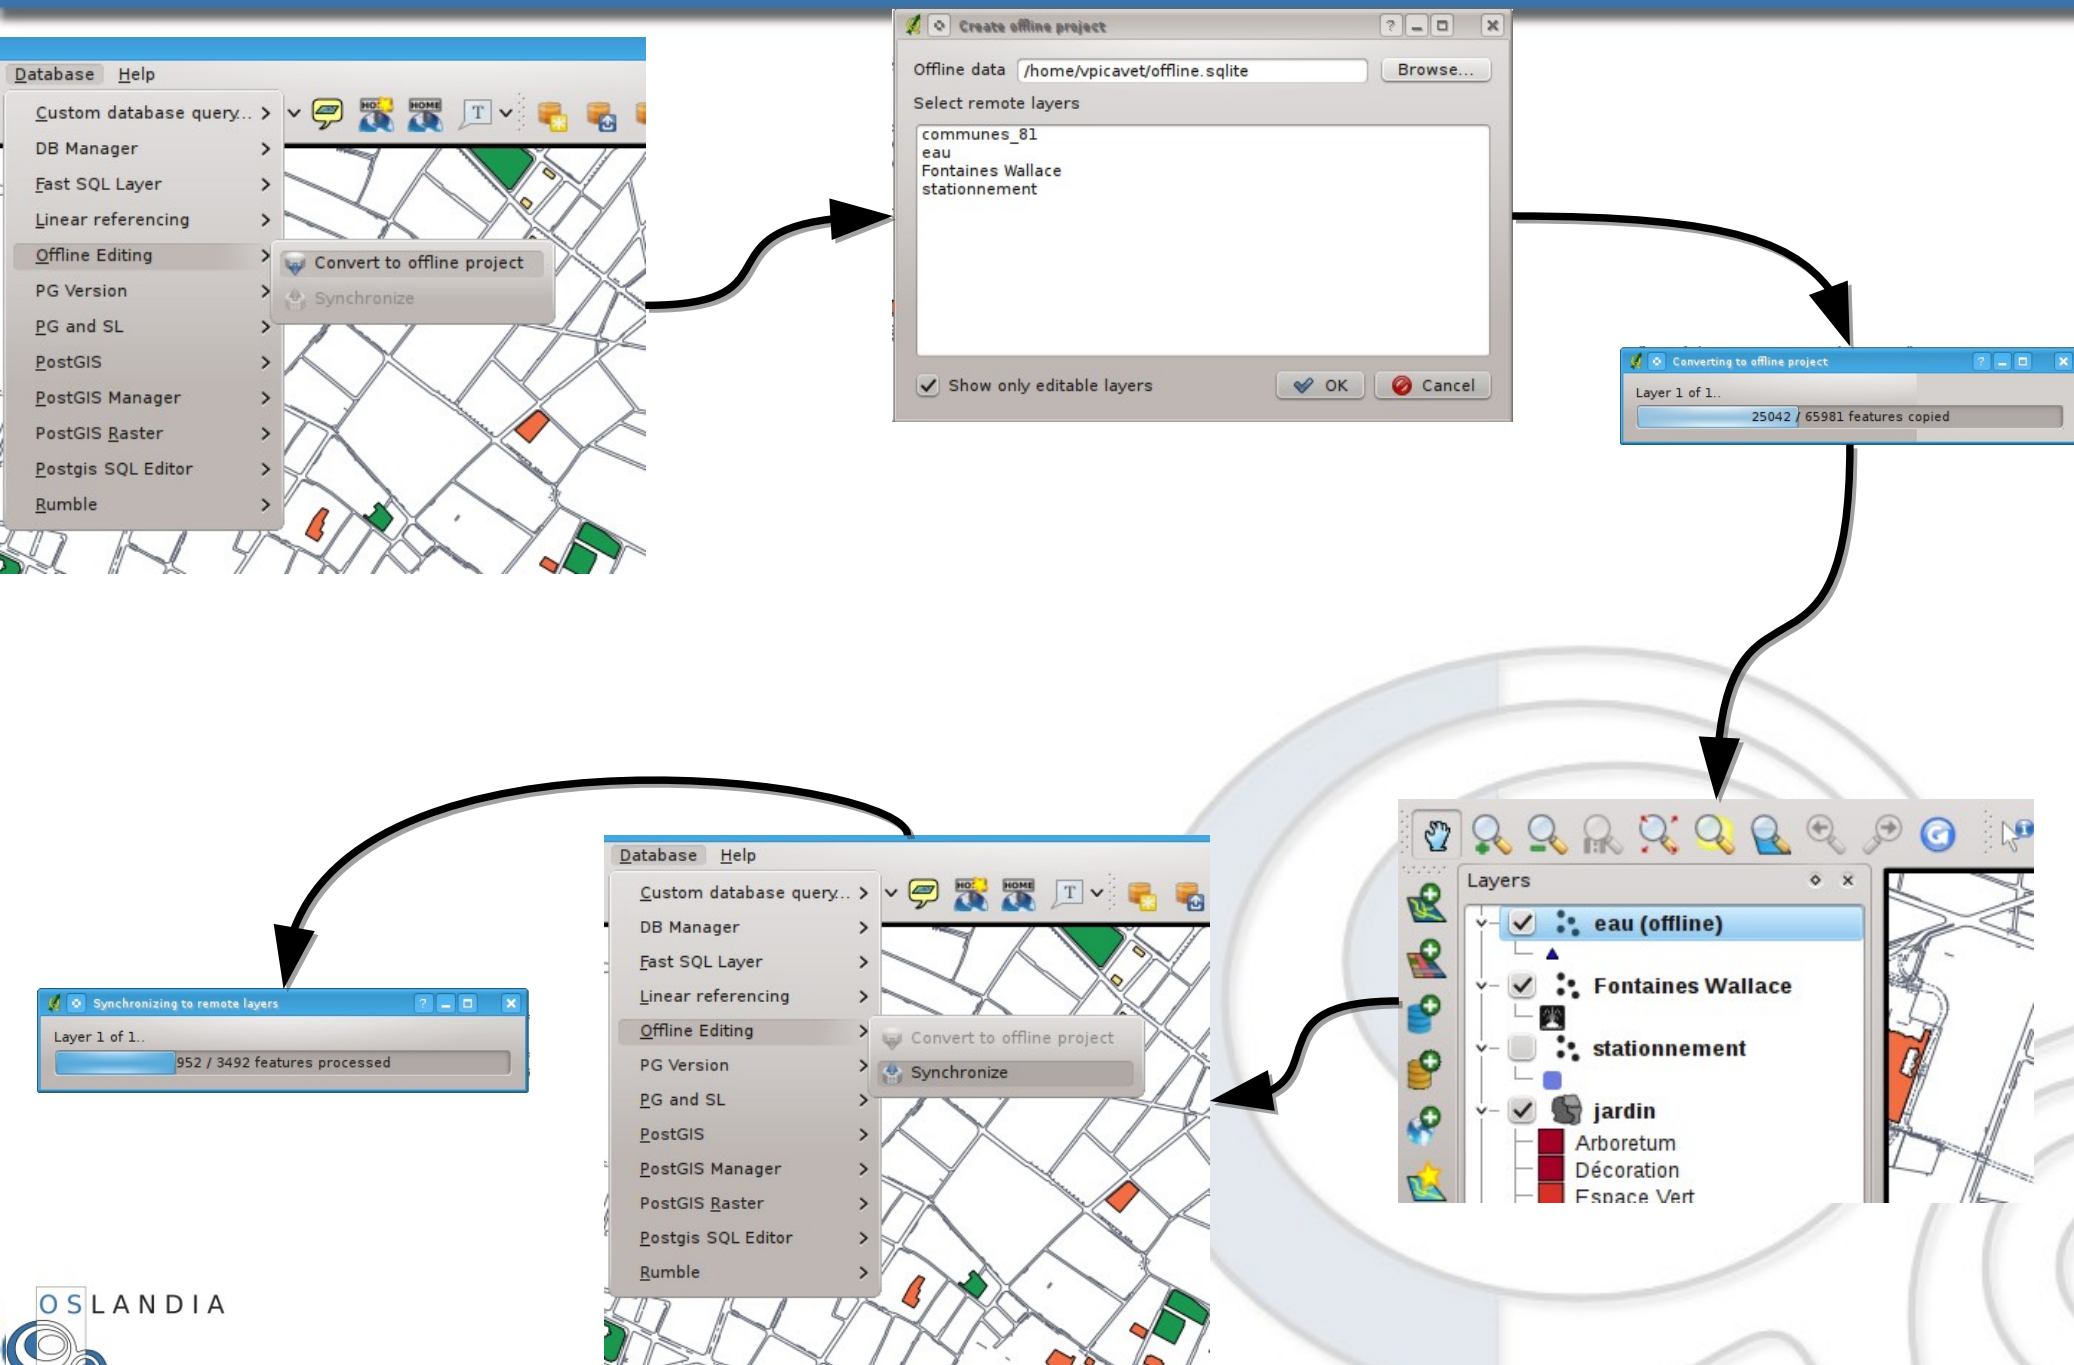 Database Help
Custom database query...
DB Manager
Fast SQL Layer
Linear referencing
Offline Editing
PG Version
PG and SL
PostGIS
PostGIS Manager
PostGIS Raster
Postgis SQL Editor
Rumble
Convert to offline project
Synchronize
HOME
T
Create offline project
Offline data /home/vpicavet/offline.sqlite Browse...
Select remote layers
communes_81
eau
Fontaines Wallace
stationnement
Show only editable layers OK Cancel
Converting to offline project
Layer 1 of 1..
25042 / 65981 features copied
Layers
eau (offline)
Fontaines Wallace
stationnement
jardin
Arboretum
Décoration
Espace Vert
Database Help
Custom database query...
DB Manager
Fast SQL Layer
Linear referencing
Offline Editing
PG Version
PG and SL
PostGIS
PostGIS Manager
PostGIS Raster
Postgis SQL Editor
Rumble
Convert to offline project
Synchronize
HOME
T
Synchronizing to remote layers
Layer 1 of 1..
952 / 3492 features processed
OSLANDIA